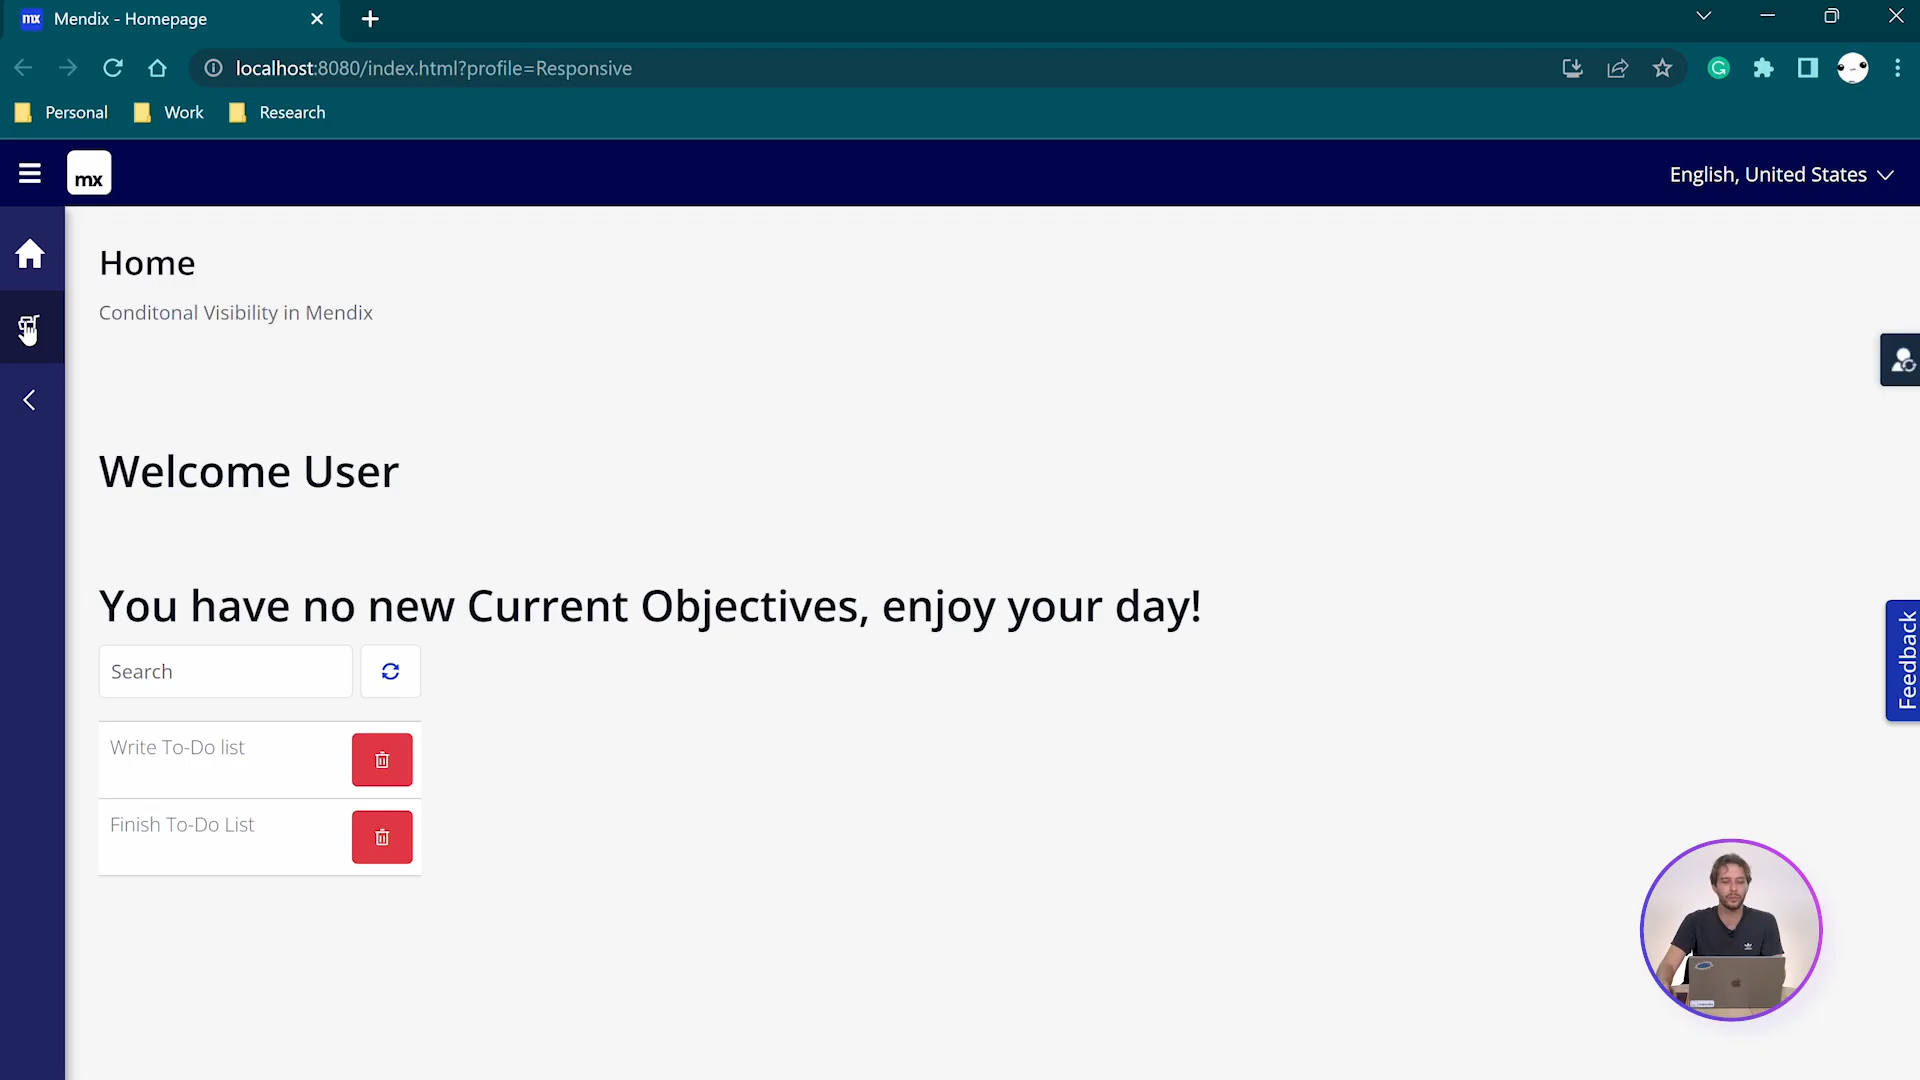 mx Mendix - Homepage
localhost:8080/index.html?profile=Responsive
Personal Work Research
mx
English, United States
Home
Conditonal Visibility in Mendix
Welcome User
You have no new Current Objectives, enjoy your day!
Search
Feedback
Write To-Do list
Finish To-Do List